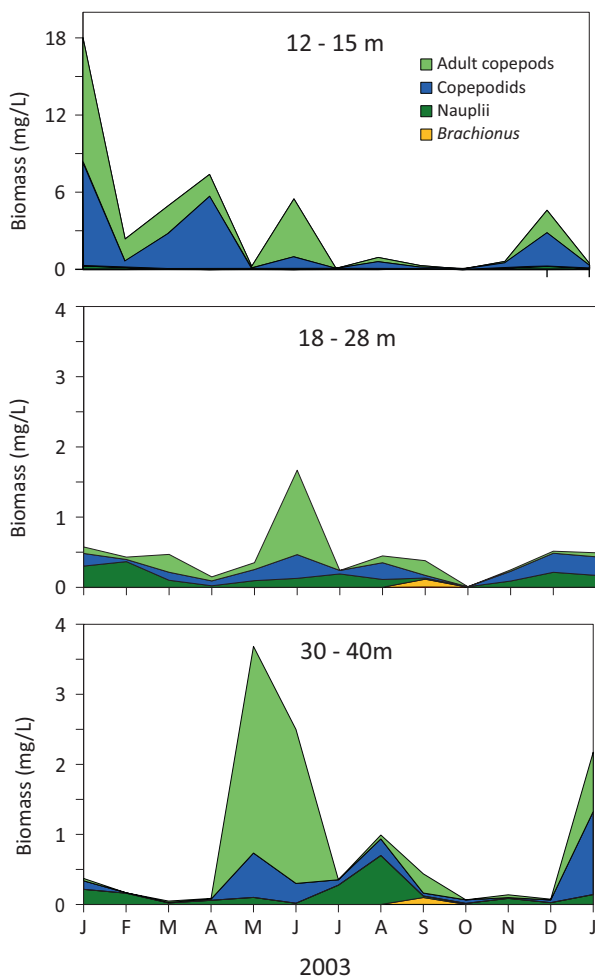 12 - 15 m
Adult copepods
Copepodids
Nauplii
Brachionus
18
12
6
0
Biomass (mg/L)
18 - 28 m
4
3
2
1
0
Biomass (mg/L)
30 - 40m
4
3
2
1
0
Biomass (mg/L)
J F M A M J J A S O N D J
2003